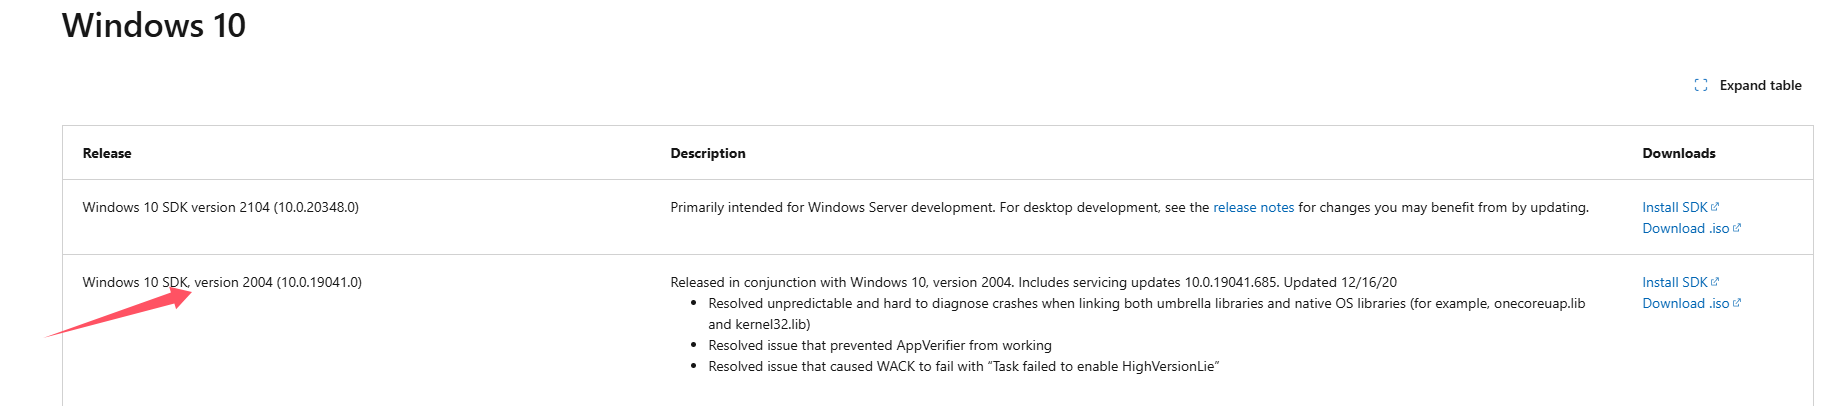 Windows 10
Expand table
Release Description Downloads
Windows 10 SDK version 2104 (10.0.20348.0) Primarily intended for Windows Server development. For desktop development, see the release notes for changes you may benefit from by updating. Install SDK
Download .iso
Windows 10 SDK, version 2004 (10.0.19041.0) Released in conjunction with Windows 10, version 2004. Includes servicing updates 10.0.19041.685. Updated 12/16/20 Install SDK
• Resolved unpredictable and hard to diagnose crashes when linking both umbrella libraries and native OS libraries (for example, onecoreuap.lib Download .iso
and kernel32.lib)
• Resolved issue that prevented AppVerifier from working
• Resolved issue that caused WACK to fail with “Task failed to enable HighVersionLie”